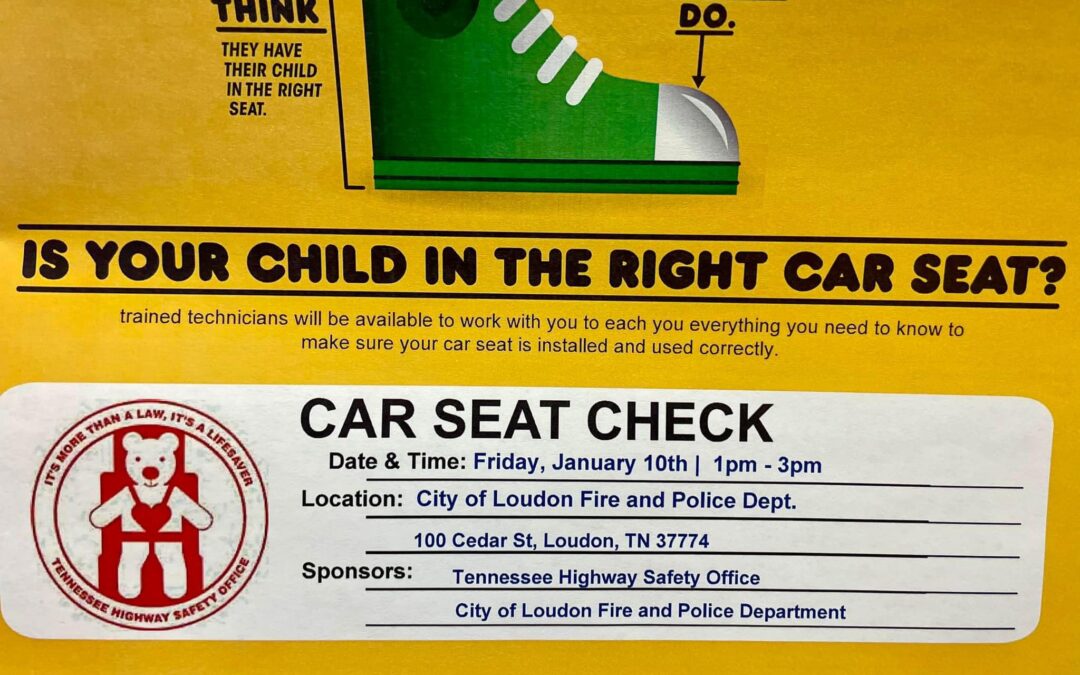 THINK
THEY HAVE
THEIR CHILD
IN THE RIGHT
SEAT.
DO.
IS YOUR CHILD IN THE RIGHT CAR SEAT?
trained technicians will be available to work with you to each you everything you need to know to
make sure your car seat is installed and used correctly.
IT'S MORE THAN A LAW, IT'S A LIFESAVER
TENNESSEE HIGHWAY SAFETY OFFICE
CAR SEAT CHECK
Date & Time: Friday, January 10th | 1pm - 3pm
Location: City of Loudon Fire and Police Dept.
100 Cedar St, Loudon, TN 37774
Sponsors: Tennessee Highway Safety Office
City of Loudon Fire and Police Department